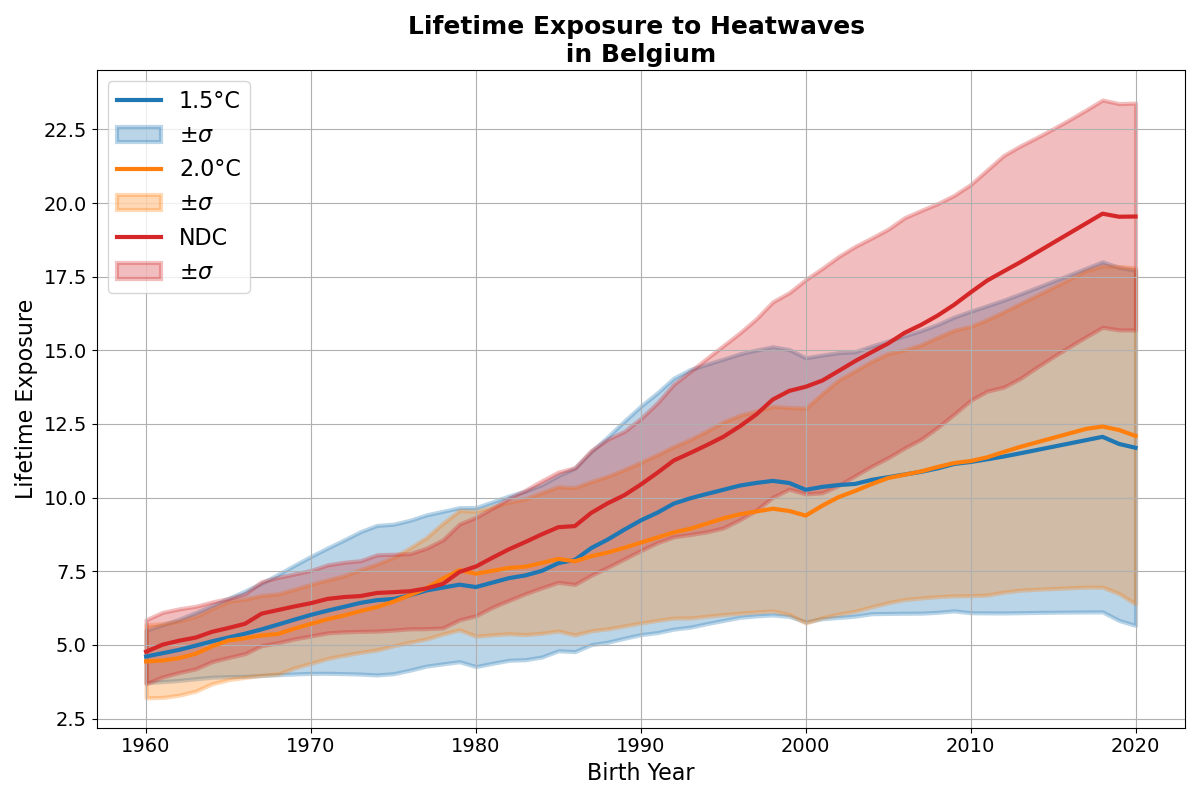 Lifetime Exposure to Heatwaves
in Belgium
1.5°C
±σ
2.0°C
±σ
NDC
±σ
Lifetime Exposure
22.5
20.0
17.5
15.0
12.5
10.0
7.5
5.0
2.5
1960 1970 1980 1990 2000 2010 2020
Birth Year